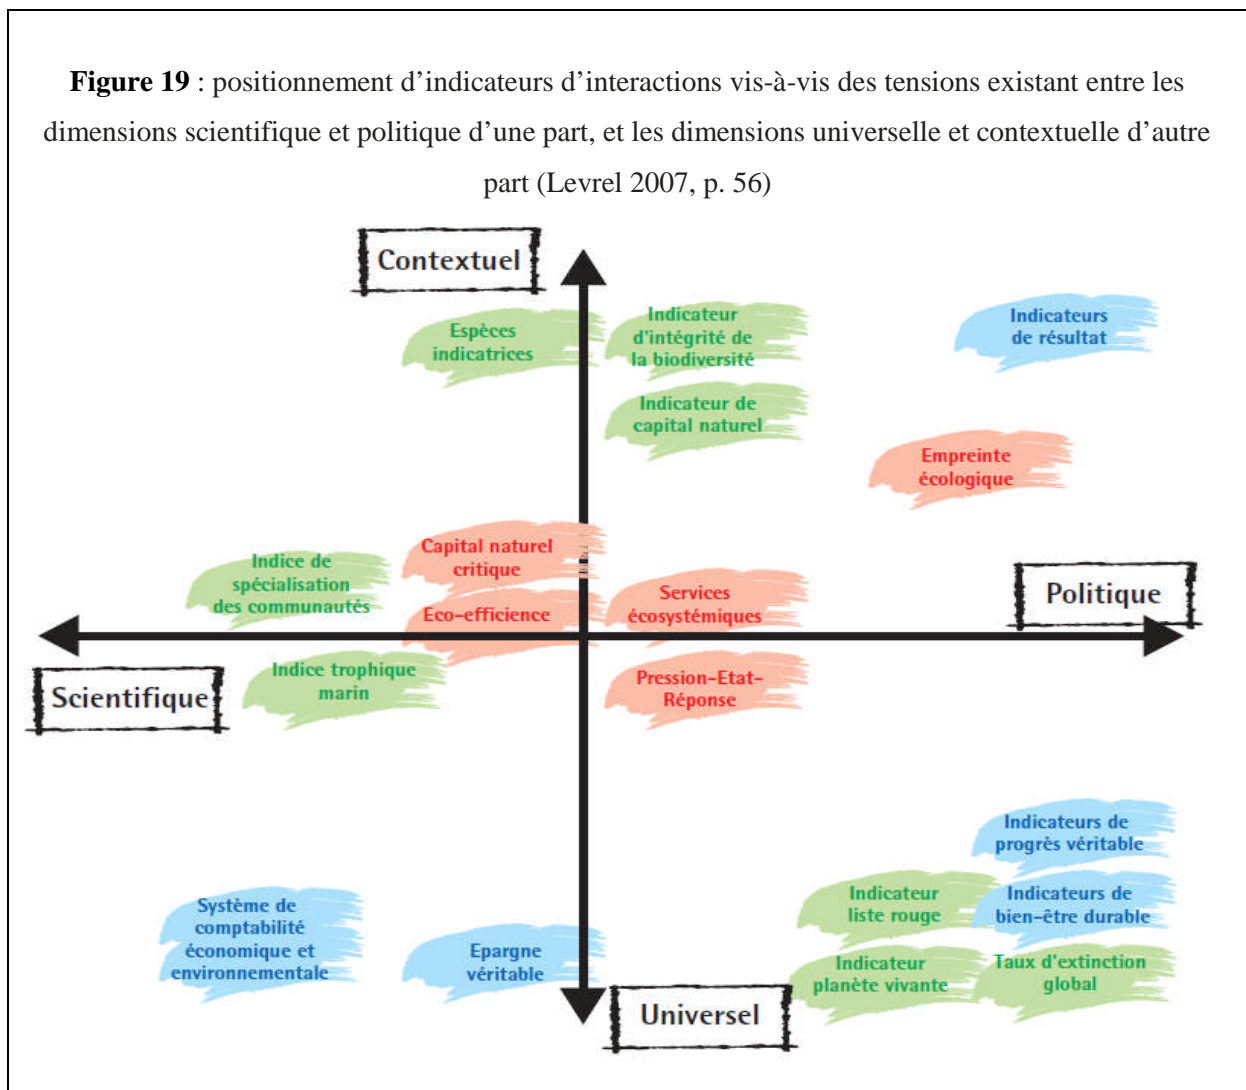 Figure 19 : positionnement d’indicateurs d’interactions vis-à-vis des tensions existant entre les
dimensions scientifique et politique d’une part, et les dimensions universelle et contextuelle d’autre
part (Levrel 2007, p. 56)
Contextuel
Espèces
indicatrices
Indicateur
d'intégrité de
la biodiversité
Indicateurs
de résultat
Indicateur de
capital naturel
Empreinte
écologique
Capital naturel
critique
Indice de
spécialisation
des communautés
Eco-efficience
Services
écosystémiques
Politique
Scientifique
Indice trophique
marin
Pression-Etat-
Réponse
Indicateurs de
progrès véritable
Indicateur
liste rouge
Indicateurs de
bien-être durable
Système de
comptabilité
économique et
environnementale
Epargne
véritable
Indicateur
planète vivante
Taux d'extinction
global
Universel